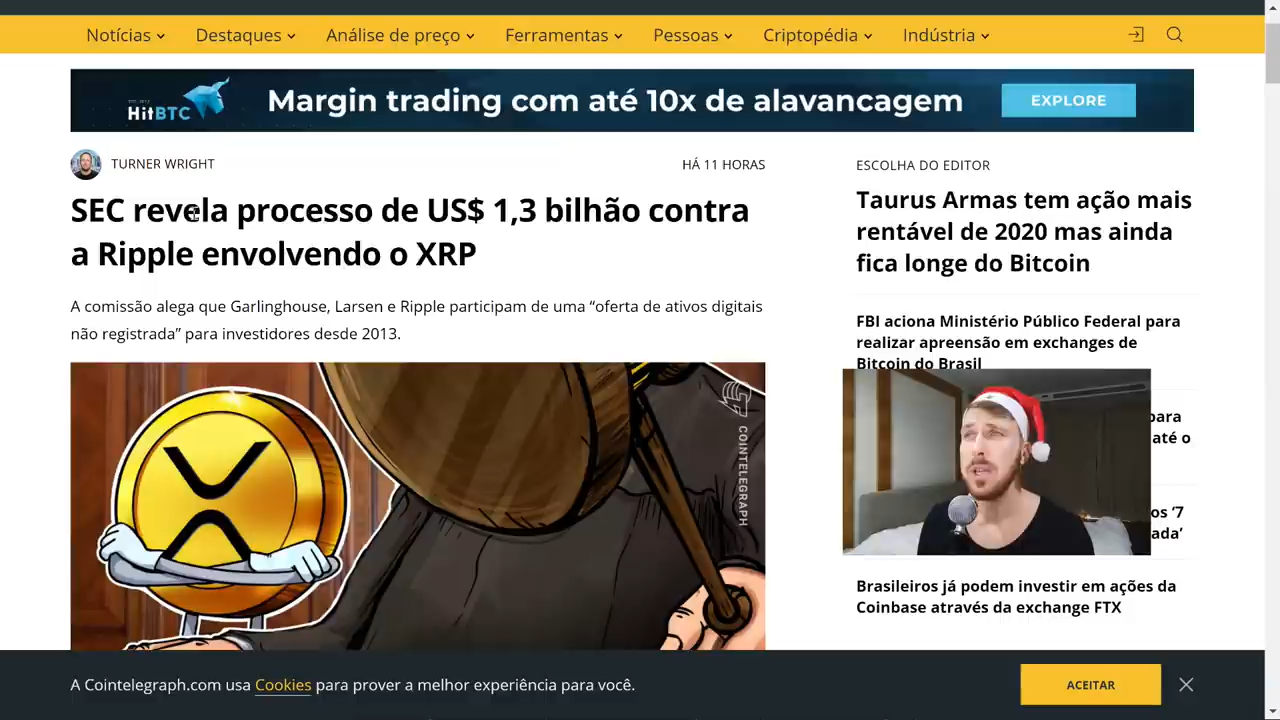 Notícias Destaques Análise de preço Ferramentas Pessoas Criptopédia Indústria
HitBTC Margin trading com até 10x de alavancagem EXPLORE
TURNER WRIGHT HÁ 11 HORAS
SEC revela processo de US$ 1,3 bilhão contra
a Ripple envolvendo o XRP
A comissão alega que Garlinghouse, Larsen e Ripple participam de uma “oferta de ativos digitais
não registrada” para investidores desde 2013.
COINTELEGRAPH
ESCOLHA DO EDITOR
Taurus Armas tem ação mais
rentável de 2020 mas ainda
fica longe do Bitcoin
FBI aciona Ministério Público Federal para
realizar apreensão em exchanges de
Bitcoin do Brasil
para
até o
os ‘7
ada’
Brasileiros já podem investir em ações da
Coinbase através da exchange FTX
A Cointelegraph.com usa Cookies para prover a melhor experiência para você.
ACEITAR